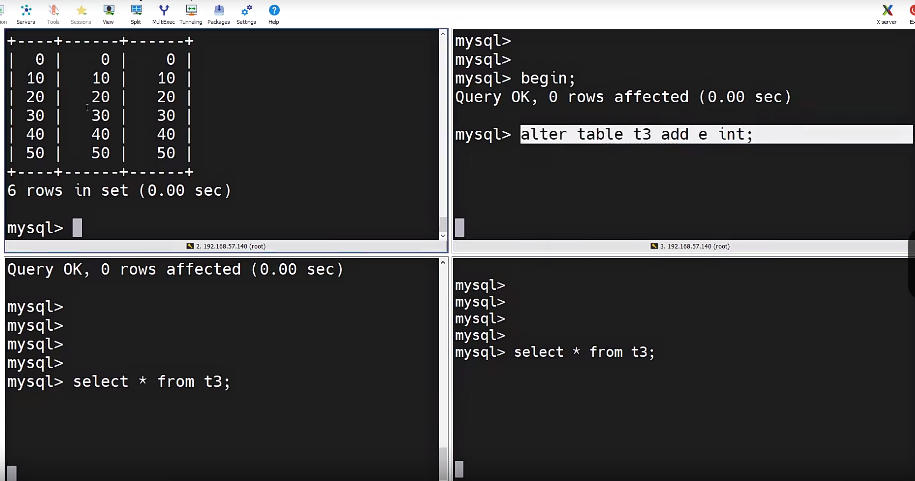 Servers
Tools
Sessions
View
Split
MultiExec
Tunneling
Packages
Settings
Help
X server
+----+------+------+
|  0 |    0 |    0 |
| 10 |   10 |   10 |
| 20 |   20 |   20 |
| 30 |   30 |   30 |
| 40 |   40 |   40 |
| 50 |   50 |   50 |
+----+------+------+
6 rows in set (0.00 sec)
mysql>
2. 192.168.57.140 (root)
mysql>
mysql>
mysql> begin;
Query OK, 0 rows affected (0.00 sec)
mysql> alter table t3 add e int;
3. 192.168.57.140 (root)
Query OK, 0 rows affected (0.00 sec)
mysql>
mysql>
mysql>
mysql>
mysql> select * from t3;
mysql>
mysql>
mysql>
mysql>
mysql> select * from t3;